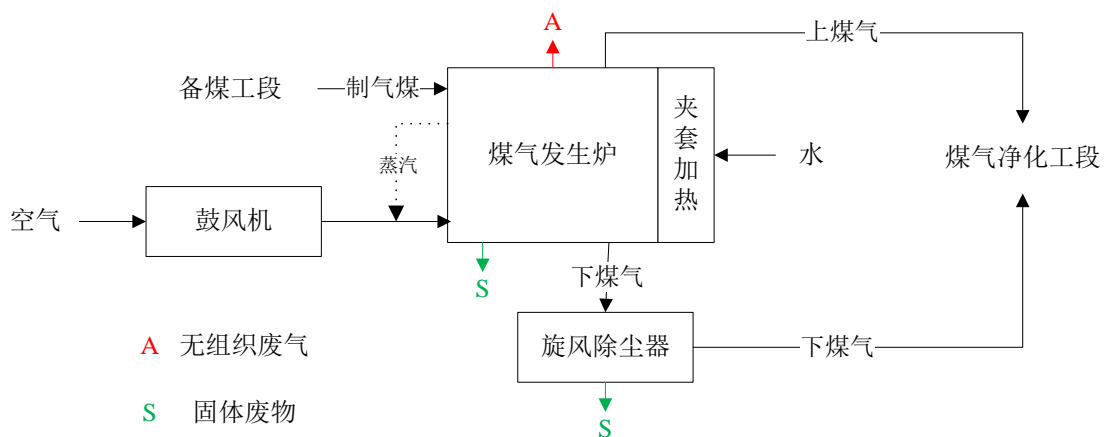 A
上煤气
备煤工段
制气煤
夹套加热
煤气发生炉
蒸汽
水
煤气净化工段
空气
鼓风机
下煤气
S
A 无组织废气
旋风除尘器
下煤气
S 固体废物
S